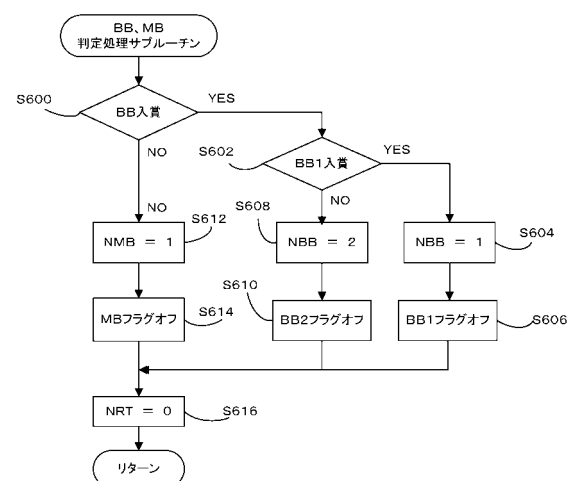 BB、MB
判定処理サブルーチン
S600
BB入賞
YES
NO
S602
BB1入賞
YES
NO
NO
S612
NMB = 1
S608
NBB = 2
NBB = 1
S604
MBフラグオフ
S614
S610
BB2フラグオフ
BB1フラグオフ
S606
NRT = 0
S616
リターン